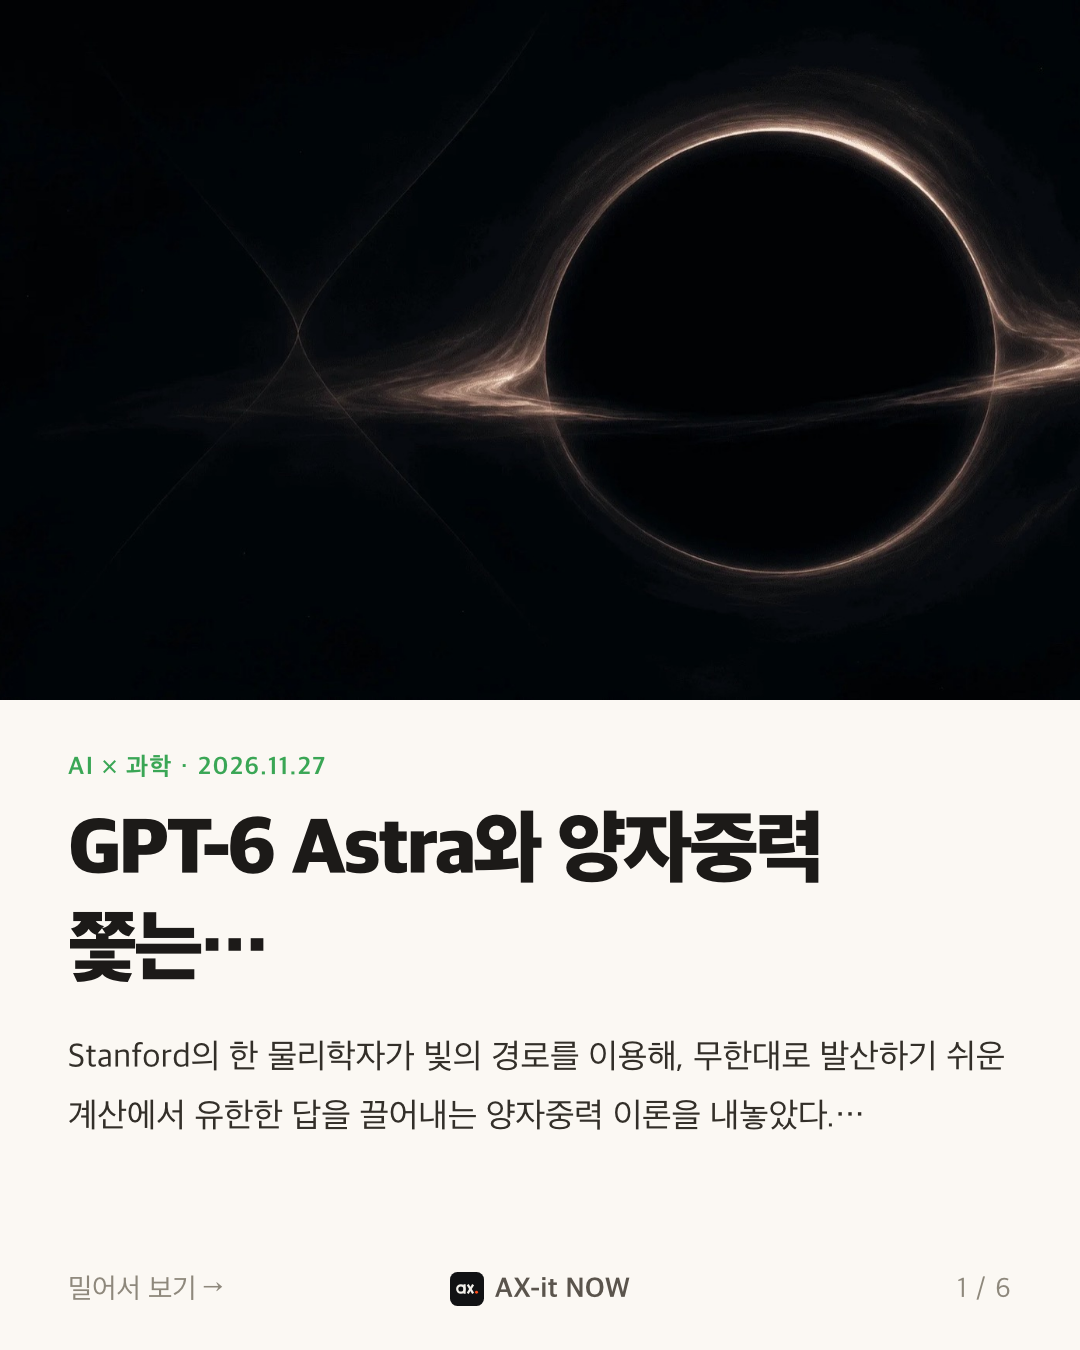 AI × 과학 · 2026.11.27
GPT-6 Astra와 양자중력
쫓는…
Stanford의 한 물리학자가 빛의 경로를 이용해, 무한대로 발산하기 쉬운
계산에서 유한한 답을 끌어내는 양자중력 이론을 내놓았다.…
밀어서 보기 →
ax. AX-it NOW
1 / 6